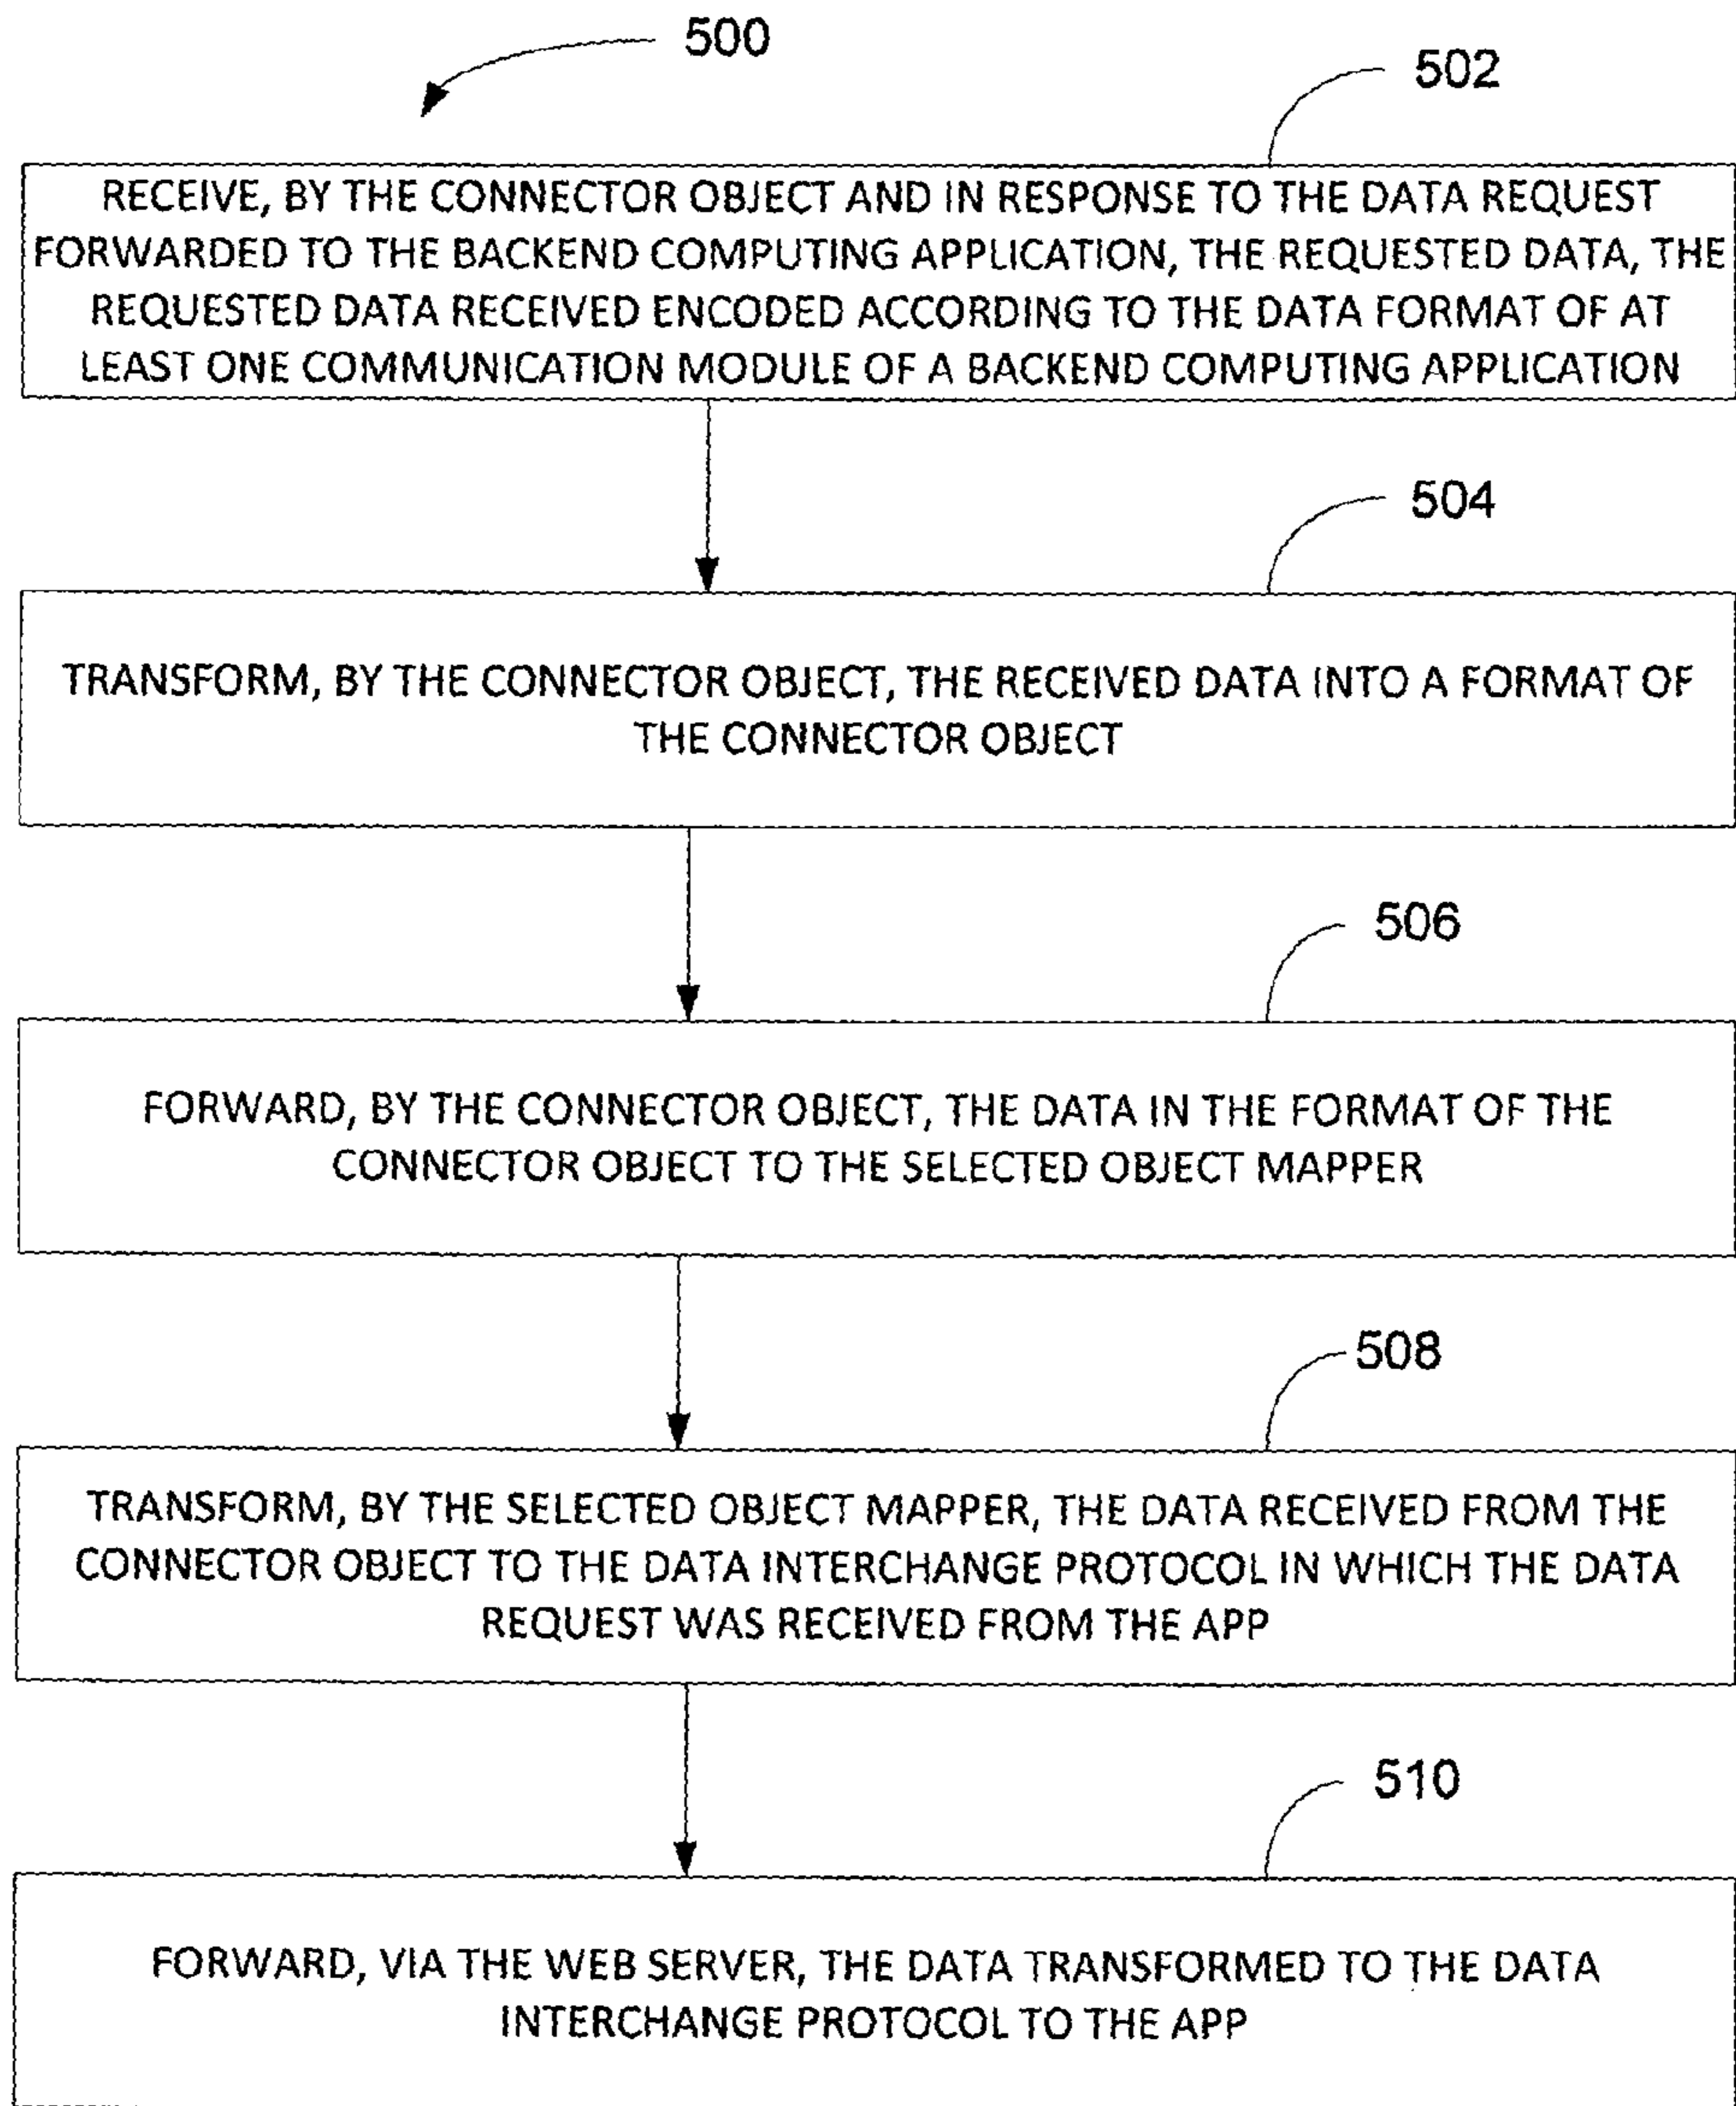 500
502
RECEIVE, BY THE CONNECTOR OBJECT AND IN RESPONSE TO THE DATA REQUEST
FORWARDED TO THE BACKEND COMPUTING APPLICATION, THE REQUESTED DATA, THE
REQUESTED DATA RECEIVED ENCODED ACCORDING TO THE DATA FORMAT OF AT
LEAST ONE COMMUNICATION MODULE OF A BACKEND COMPUTING APPLICATION
504
TRANSFORM, BY THE CONNECTOR OBJECT, THE RECEIVED DATA INTO A FORMAT OF
THE CONNECTOR OBJECT
506
FORWARD, BY THE CONNECTOR OBJECT, THE DATA IN THE FORMAT OF THE
CONNECTOR OBJECT TO THE SELECTED OBJECT MAPPER
508
TRANSFORM, BY THE SELECTED OBJECT MAPPER, THE DATA RECEIVED FROM THE
CONNECTOR OBJECT TO THE DATA INTERCHANGE PROTOCOL IN WHICH THE DATA
REQUEST WAS RECEIVED FROM THE APP
510
FORWARD, VIA THE WEB SERVER, THE DATA TRANSFORMED TO THE DATA
INTERCHANGE PROTOCOL TO THE APP